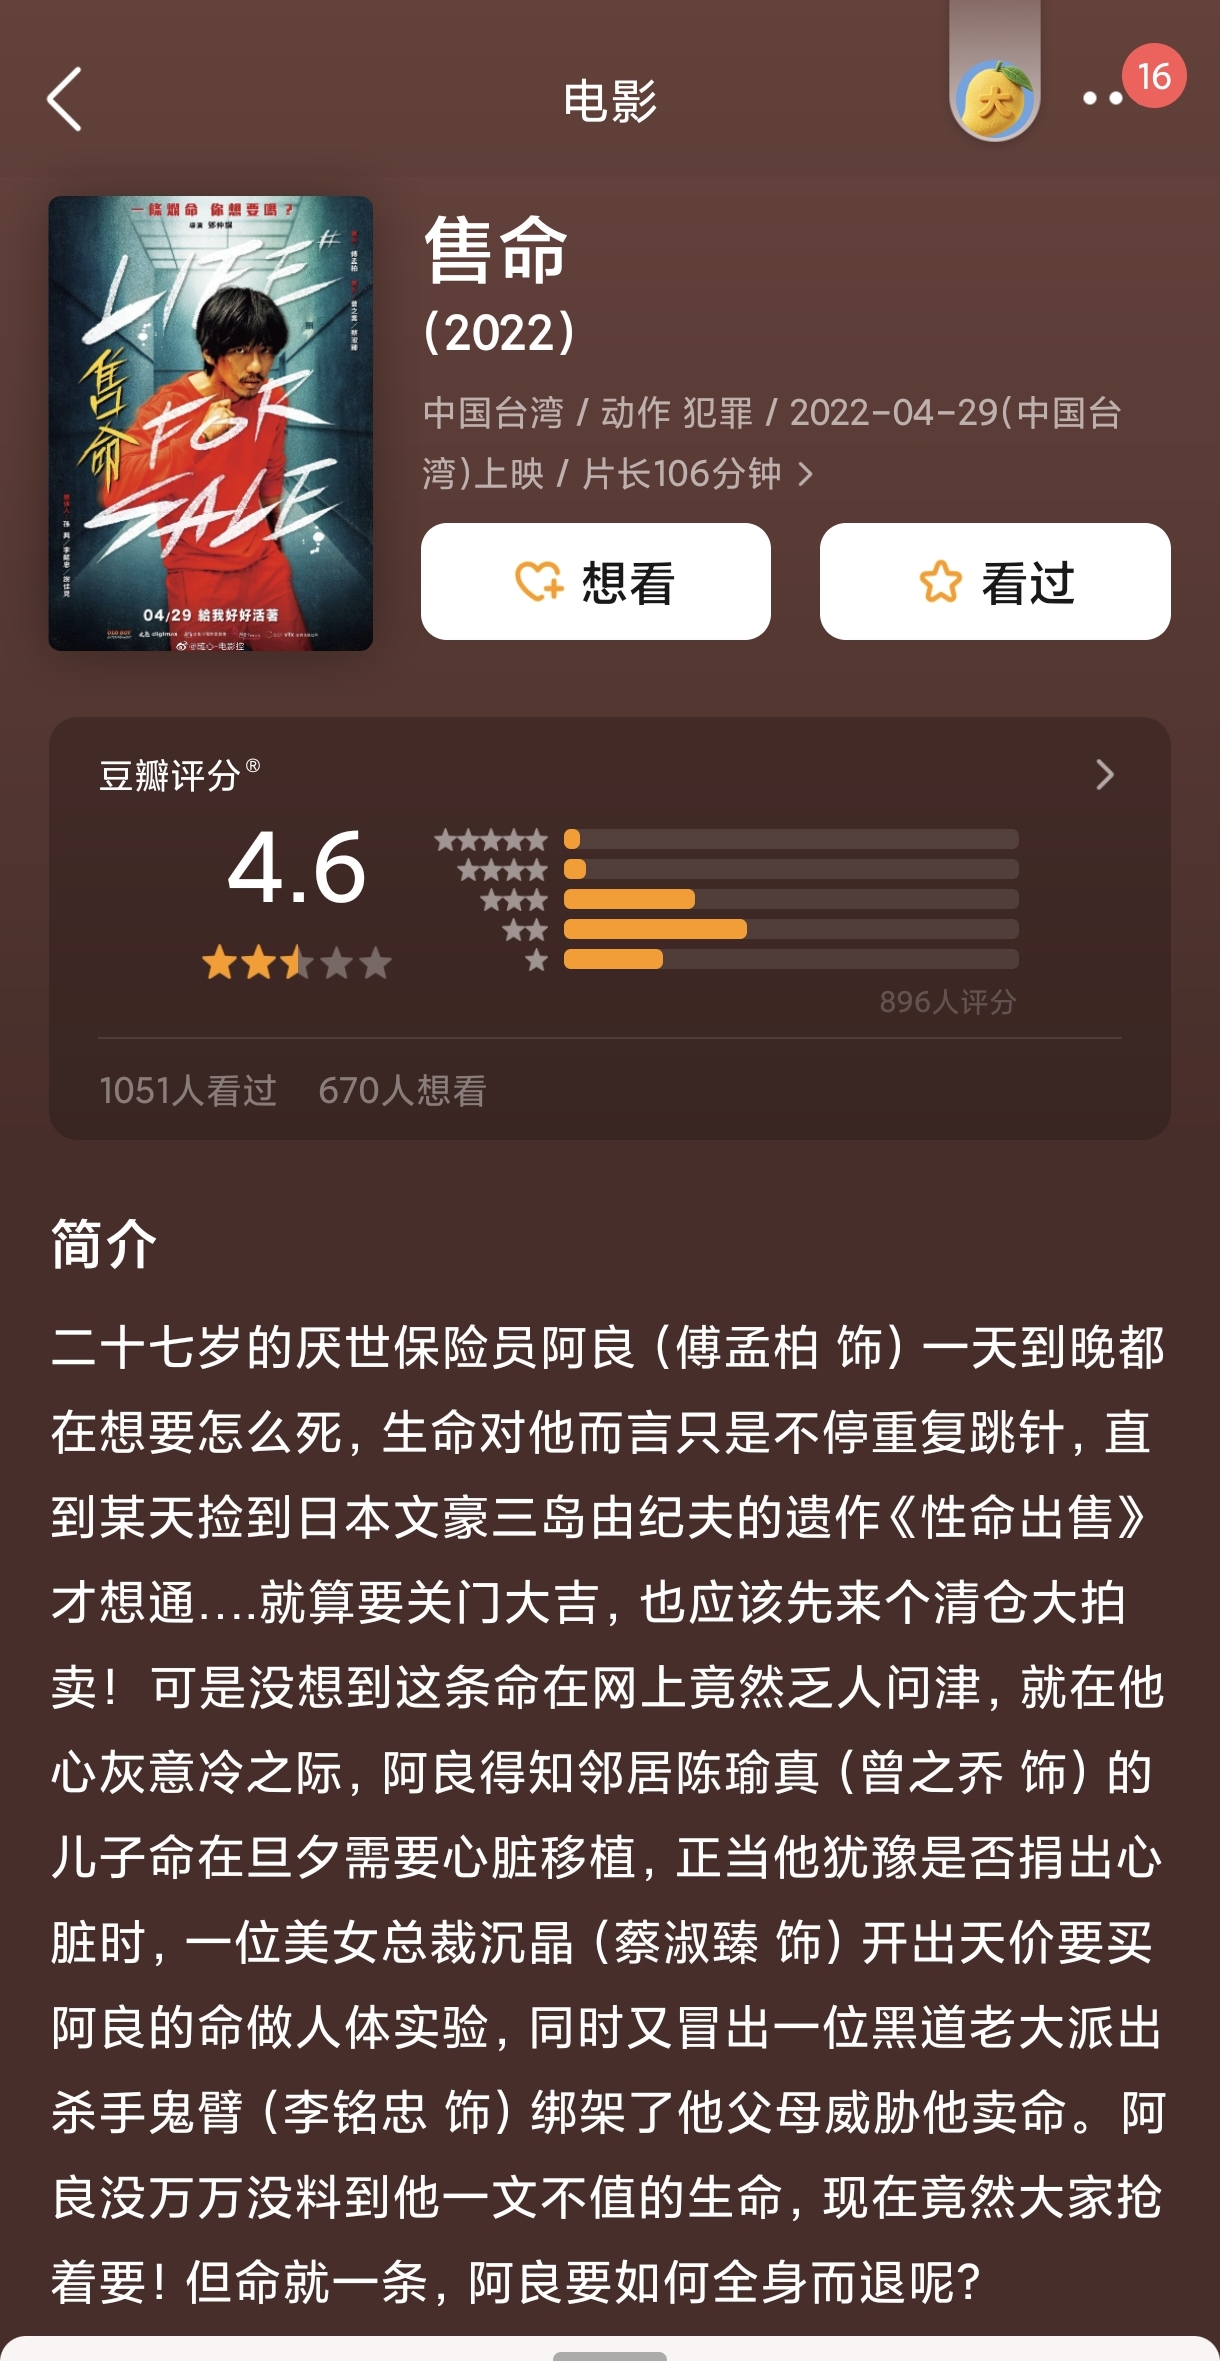 电影
大
16
一條爛命 你想要嗎？
LIFE
售命
FOR
SALE
04/29 給我好好活著
售命
(2022)
中国台湾 / 动作 犯罪 / 2022-04-29(中国台
湾)上映 / 片长106分钟
想看
看过
豆瓣评分®
4.6
896人评分
1051人看过 670人想看
简介
二十七岁的厌世保险员阿良（傅孟柏 饰）一天到晚都
在想要怎么死，生命对他而言只是不停重复跳针，直
到某天捡到日本文豪三岛由纪夫的遗作《性命出售》
才想通....就算要关门大吉，也应该先来个清仓大拍
卖！可是没想到这条命在网上竟然乏人问津，就在他
心灰意冷之际，阿良得知邻居陈瑜真（曾之乔 饰）的
儿子命在旦夕需要心脏移植，正当他犹豫是否捐出心
脏时，一位美女总裁沉晶（蔡淑臻 饰）开出天价要买
阿良的命做人体实验，同时又冒出一位黑道老大派出
杀手鬼臂（李铭忠 饰）绑架了他父母威胁他卖命。阿
良没万万没料到他一文不值的生命，现在竟然大家抢
着要！但命就一条，阿良要如何全身而退呢？